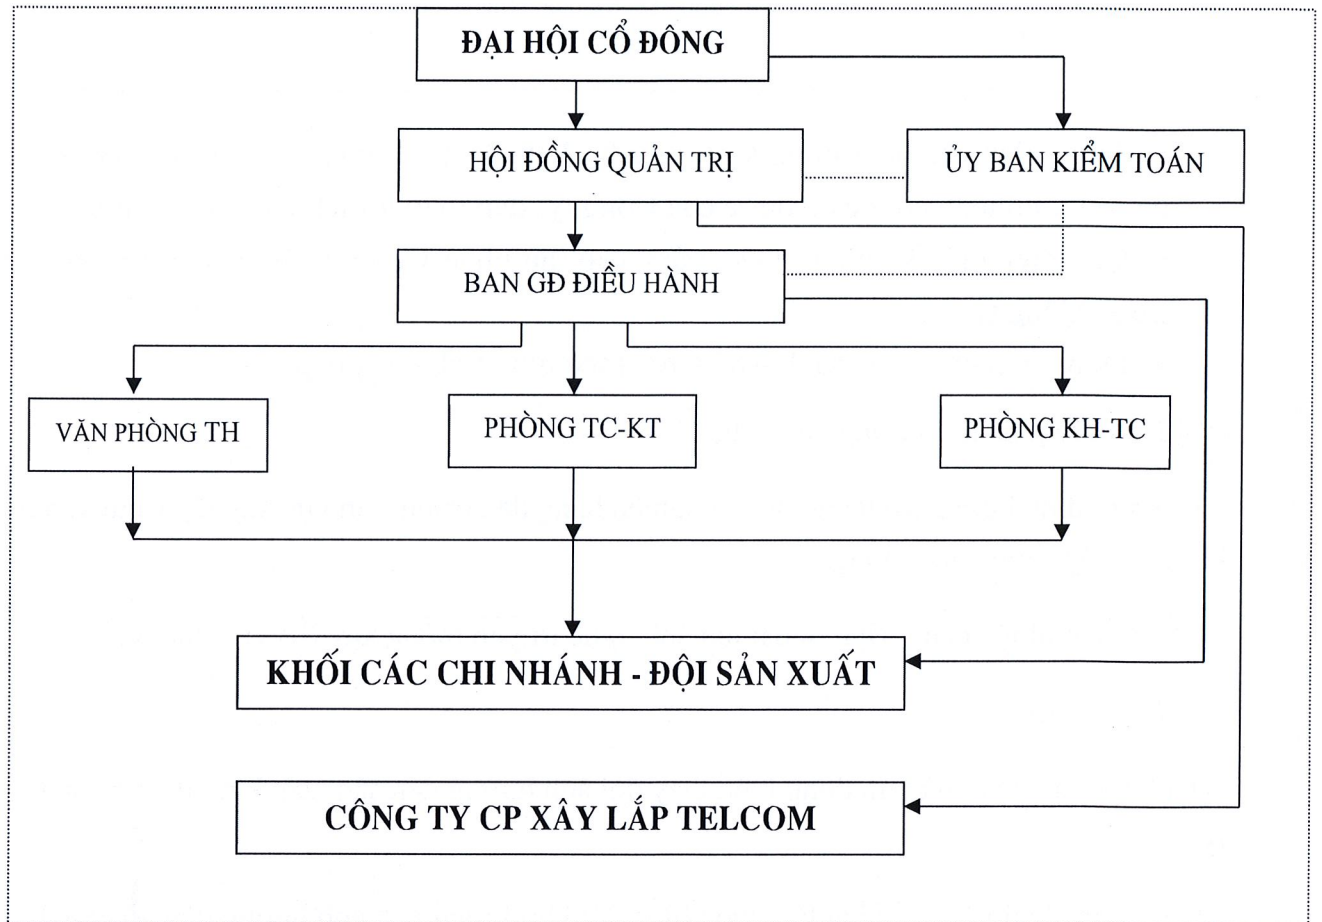 ĐẠI HỘI CỔ ĐÔNG
HỘI ĐỒNG QUẢN TRỊ
ỦY BAN KIỂM TOÁN
BAN GĐ ĐIỀU HÀNH
VĂN PHÒNG TH
PHÒNG TC-KT
PHÒNG KH-TC
KHỐI CÁC CHI NHÁNH - ĐỘI SẢN XUẤT
CÔNG TY CP XÂY LẮP TELCOM